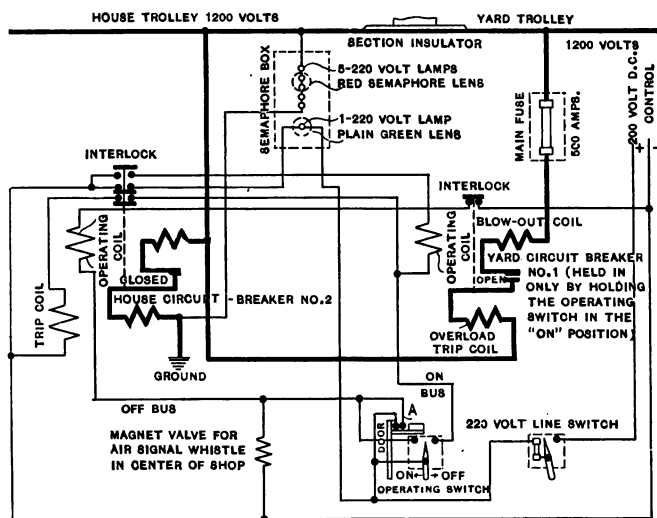 HOUSE TROLLEY 1200 VOLTS
YARD TROLLEY
SECTION INSULATOR
1200 VOLTS
SEMAPHORE BOX
5-220 VOLT LAMPS
RED SEMAPHORE LENS
1-220 VOLT LAMP
PLAIN GREEN LENS
MAIN FUSE
500 AMPS.
200 VOLT D.C.
CONTROL
+
INTERLOCK
INTERLOCK
OPERATING
COIL
OPERATING
COIL
BLOW-OUT COIL
YARD CIRCUIT BREAKER
NO.1 (HELD IN
ONLY BY HOLDING
THE OPERATING
SWITCH IN THE
"ON" POSITION)
OPEN
CLOSED
HOUSE CIRCUIT - BREAKER NO.2
TRIP COIL
OVERLOAD
TRIP COIL
GROUND
ON
BUS
OFF BUS
A
DOOR
MAGNET VALVE FOR
AIR SIGNAL WHISTLE
IN CENTER OF SHOP
220 VOLT LINE SWITCH
ON OFF
OPERATING SWITCH